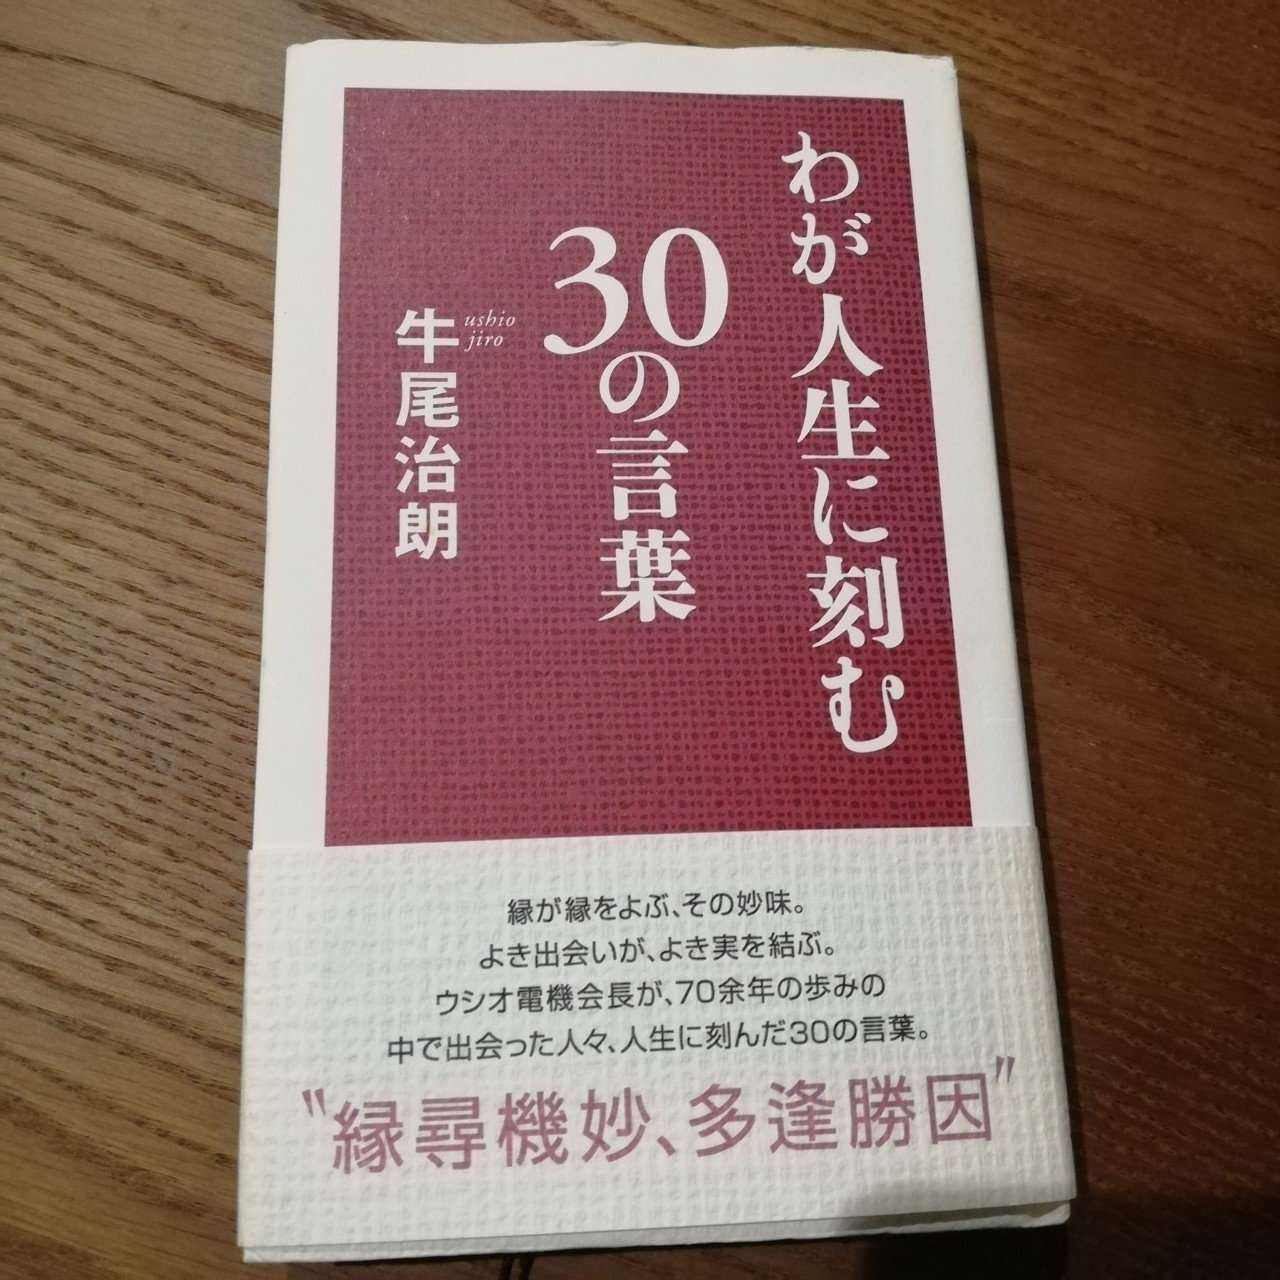 わが人生に刻む
30の言葉
牛尾治朗
ushio
jiro
縁が縁をよぶ、その妙味。
よき出会いが、よき実を結ぶ。
ウシオ電機会長が、70余年の歩みの
中で出会った人々、人生に刻んだ30の言葉。
"縁尋機妙、多逢勝因"